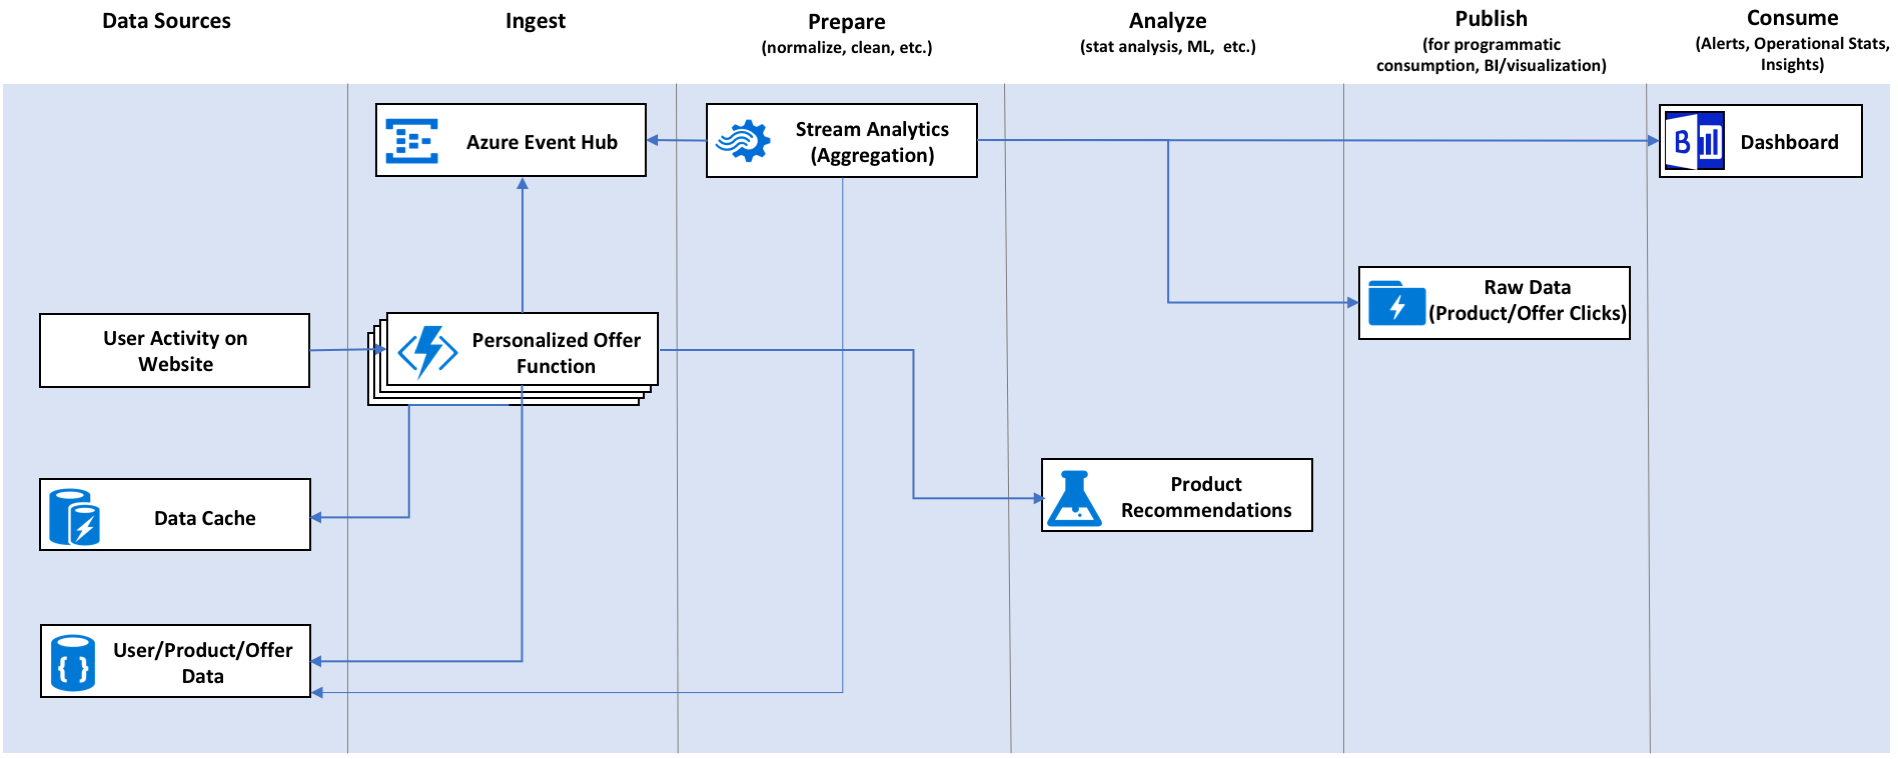 Data Sources
Ingest
Prepare
(normalize, clean, etc.)
Analyze
(stat analysis, ML, etc.)
Publish
(for programmatic
consumption, BI/visualization)
Consume
(Alerts, Operational Stats,
Insights)
Azure Event Hub
Stream Analytics
(Aggregation)
B
Dashboard
Raw Data
(Product/Offer Clicks)
User Activity on
Website
Personalized Offer
Function
Product
Recommendations
Data Cache
User/Product/Offer
Data